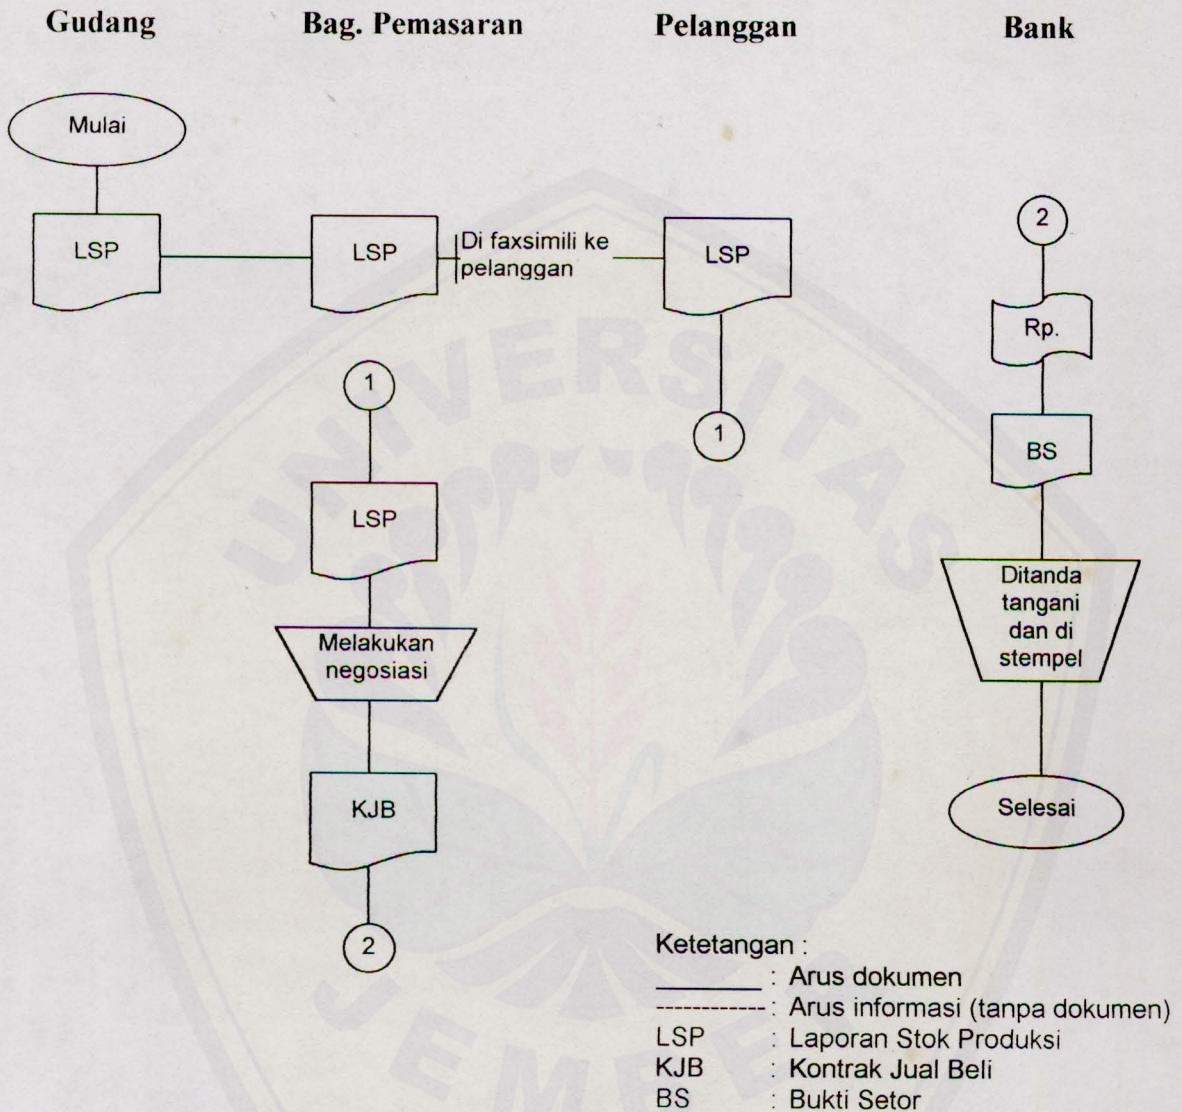 Gudang Bag. Pemasaran Pelanggan Bank
Mulai
2
LSP LSP Di faxsimili ke LSP
pelanggan
Rp.
1
1
BS
LSP
Ditanda
tangani
dan di
stempel
Melakukan
negosiasi
KJB
Selesai
2
Ketetangan :
: Arus dokumen
----------- : Arus informasi (tanpa dokumen)
LSP : Laporan Stok Produksi
KJB : Kontrak Jual Beli
BS : Bukti Setor
UNIVERSITAS
JEMBER